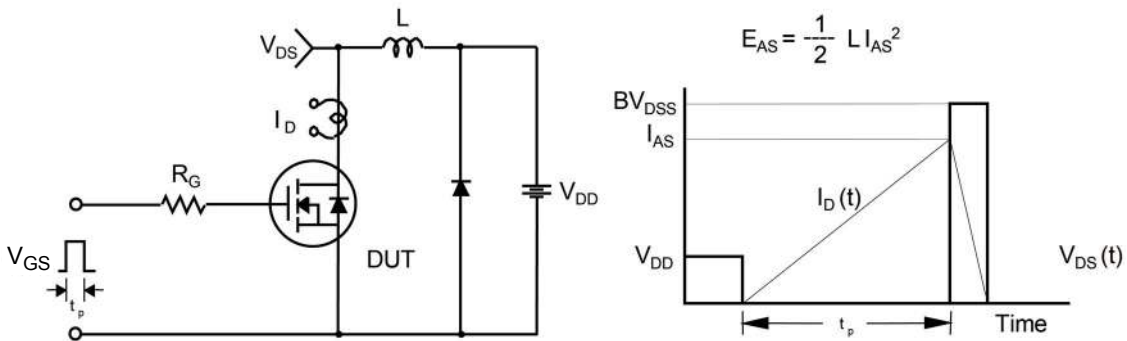 L
V_DS
I_D
R_G
V_DD
V_GS
DUT
t_p
E_AS = 1/2 L I_AS^2
BV_DSS
I_AS
I_D (t)
V_DD
V_DS (t)
t_p
Time